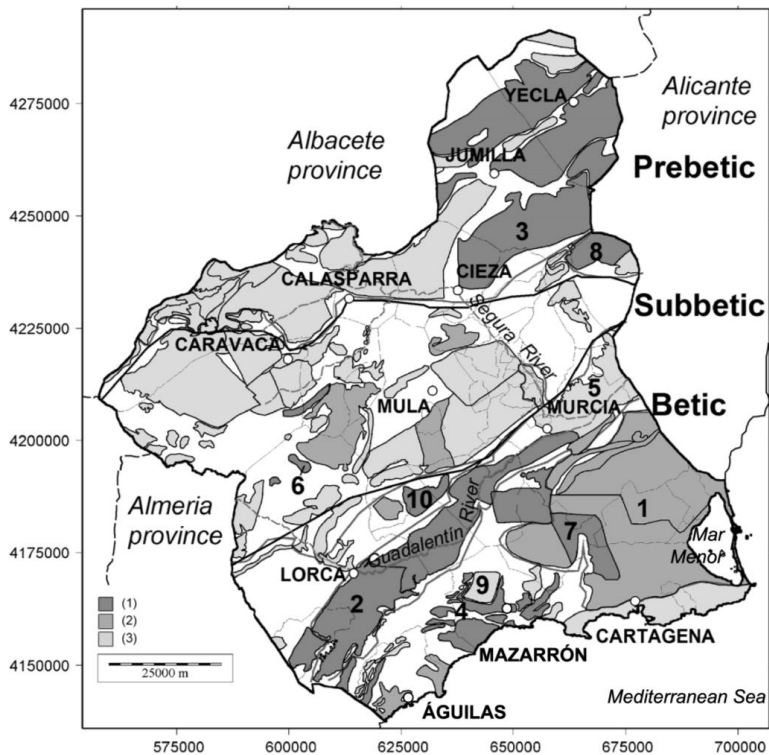 4275000
YECLA
Alicante
province
Albacete
province
JUMILLA
Prebetic
4250000
3
8
CIEZA
CALASPARRA
Subbetic
4225000
Segura River
CARAVACA
5
MULA
MURCIA
Betic
4200000
6
10
1
Almeria
province
Guadalentín River
7
Mar
Menor
4175000
LORCA
9
2
4
(1)
(2)
(3)
CARTAGENA
MAZARRÓN
25000 m
4150000
ÁGUILAS
Mediterranean Sea
575000 600000 625000 650000 675000 700000